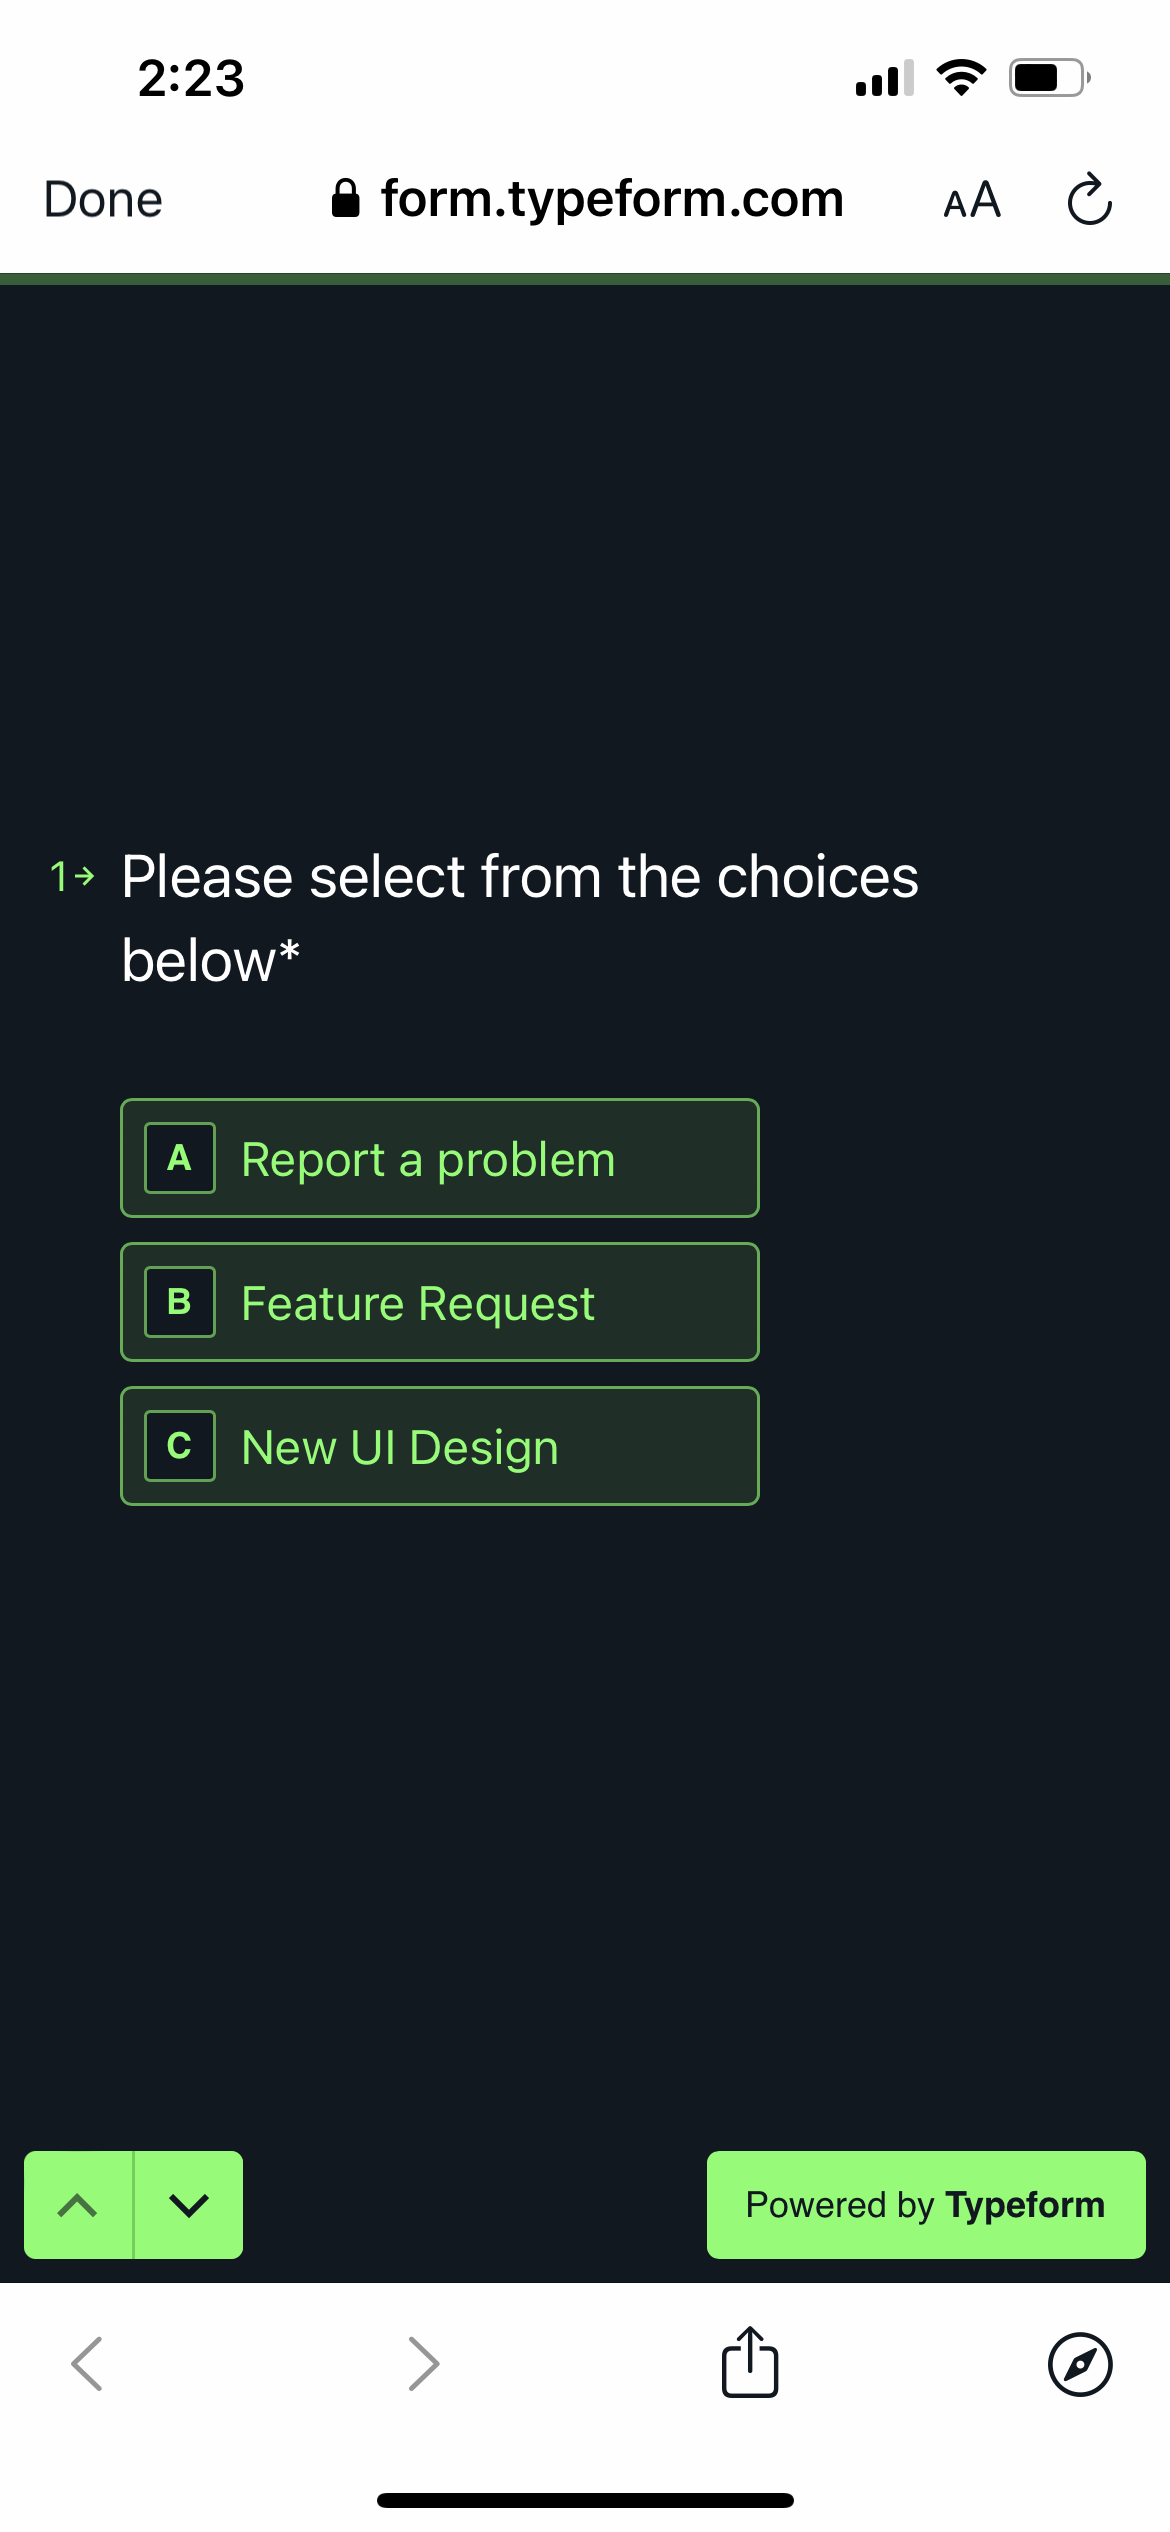 2:23
Done
form.typeform.com
AA
1→ Please select from the choices
below*
A Report a problem
B Feature Request
C New UI Design
Powered by Typeform